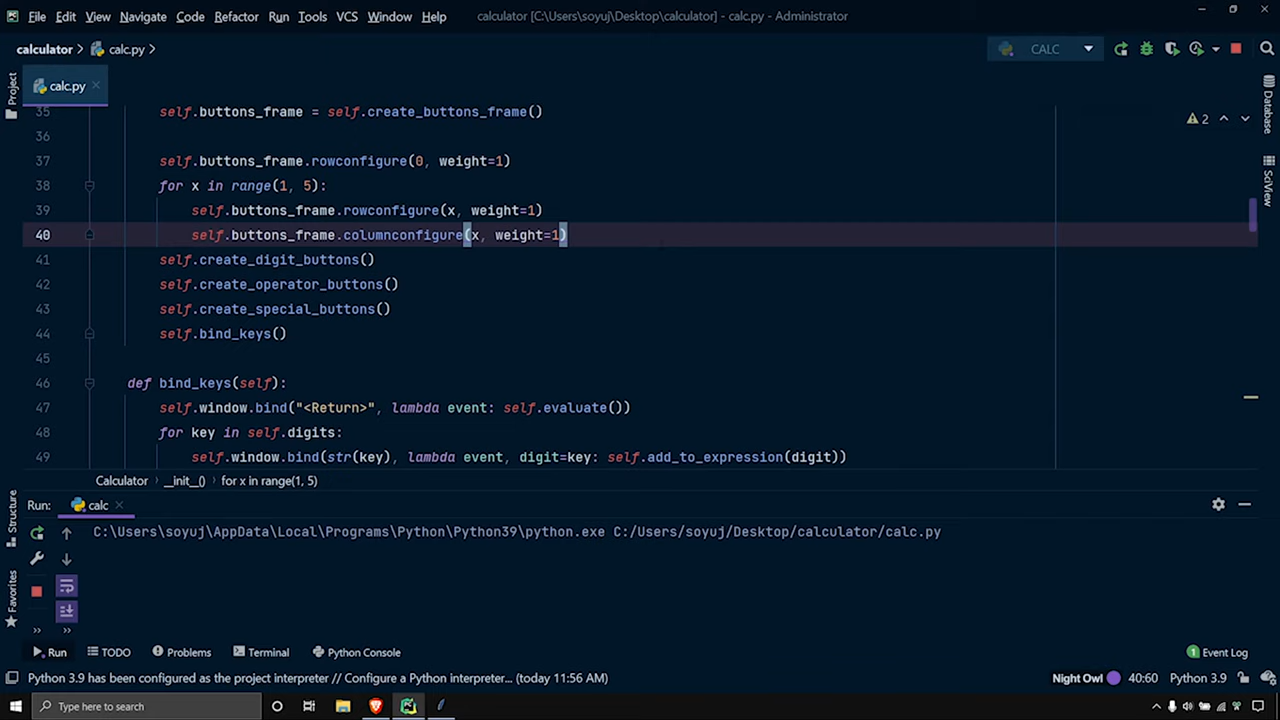 File Edit View Navigate Code Refactor Run Tools VCS Window Help calculator [C:\Users\soyuj\Desktop\calculator] - calc.py - Administrator
calculator calc.py CALC
Project calc.py
Database
SciView
2
35 self.buttons_frame = self.create_buttons_frame()
36
37 self.buttons_frame.rowconfigure(0, weight=1)
38 for x in range(1, 5):
39 self.buttons_frame.rowconfigure(x, weight=1)
40 self.buttons_frame.columnconfigure(x, weight=1)
41 self.create_digit_buttons()
42 self.create_operator_buttons()
43 self.create_special_buttons()
44 self.bind_keys()
45
46 def bind_keys(self):
47 self.window.bind("<Return>", lambda event: self.evaluate())
48 for key in self.digits:
49 self.window.bind(str(key), lambda event, digit=key: self.add_to_expression(digit))
Calculator __init__() for x in range(1, 5)
Structure
Favorites
Run: calc
C:\Users\soyuj\AppData\Local\Programs\Python\Python39\python.exe C:/Users/soyuj/Desktop/calculator/calc.py
Run TODO Problems Terminal Python Console 1 Event Log
Python 3.9 has been configured as the project interpreter // Configure a Python interpreter... (today 11:56 AM) Night Owl 40:60 Python 3.9
Type here to search